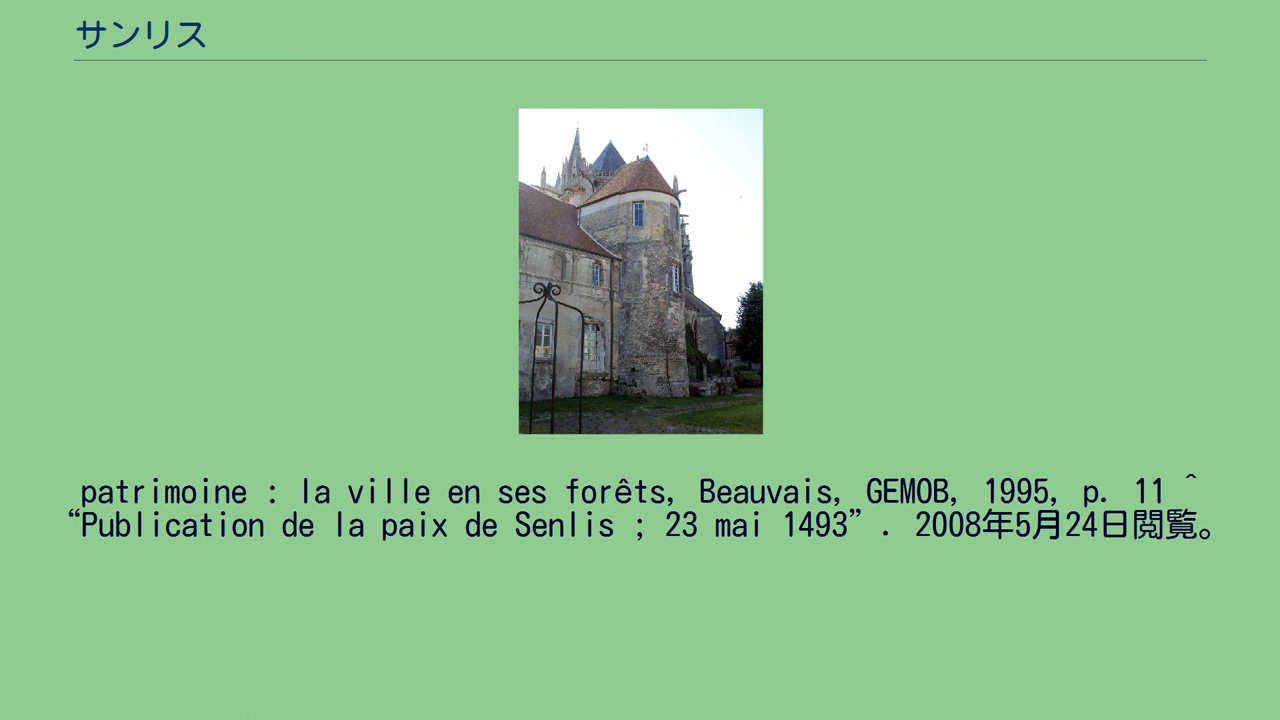 サンリス
patrimoine : la ville en ses forêts, Beauvais, GEMOB, 1995, p. 11 ^
“Publication de la paix de Senlis ; 23 mai 1493” . 2008年5月24日閲覧。